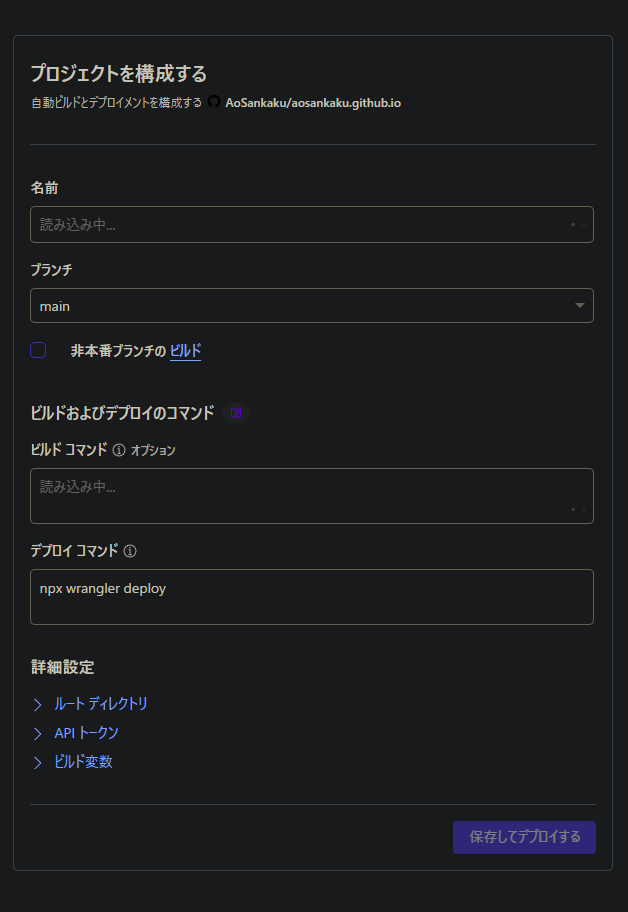 プロジェクトを構成する
自動ビルドとデプロイメントを構成する AoSankaku/aosankaku.github.io
名前
読み込み中...
ブランチ
main
非本番ブランチの ビルド
ビルドおよびデプロイのコマンド
ビルド コマンド オプション
読み込み中...
デプロイ コマンド
npx wrangler deploy
詳細設定
ルート ディレクトリ
API トークン
ビルド変数
保存してデプロイする